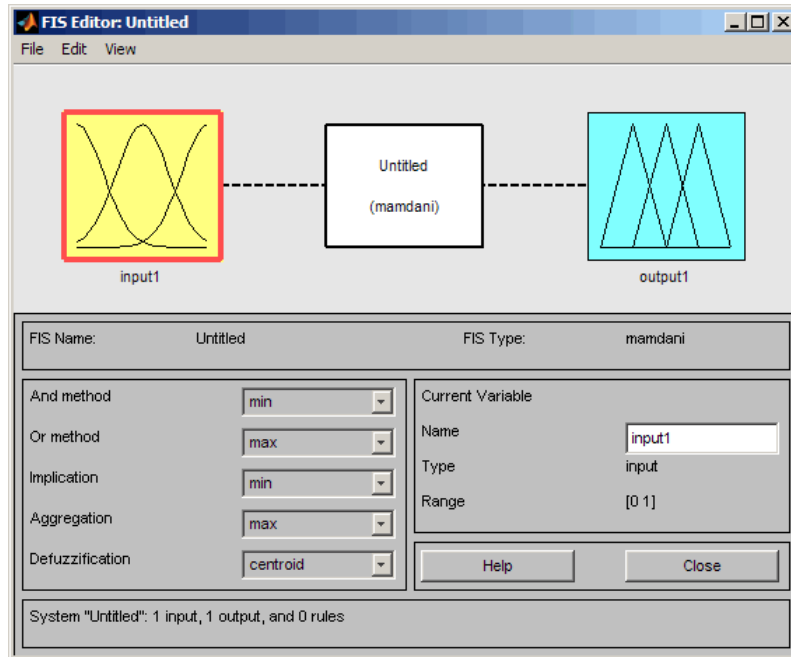 FIS Editor: Untitled
File Edit View
Untitled
(mamdani)
input1
output1
FIS Name: Untitled FIS Type: mamdani
And method min
Or method max
Implication min
Aggregation max
Defuzzification centroid
Current Variable
Name input1
Type input
Range [0 1]
Help Close
System "Untitled": 1 input, 1 output, and 0 rules